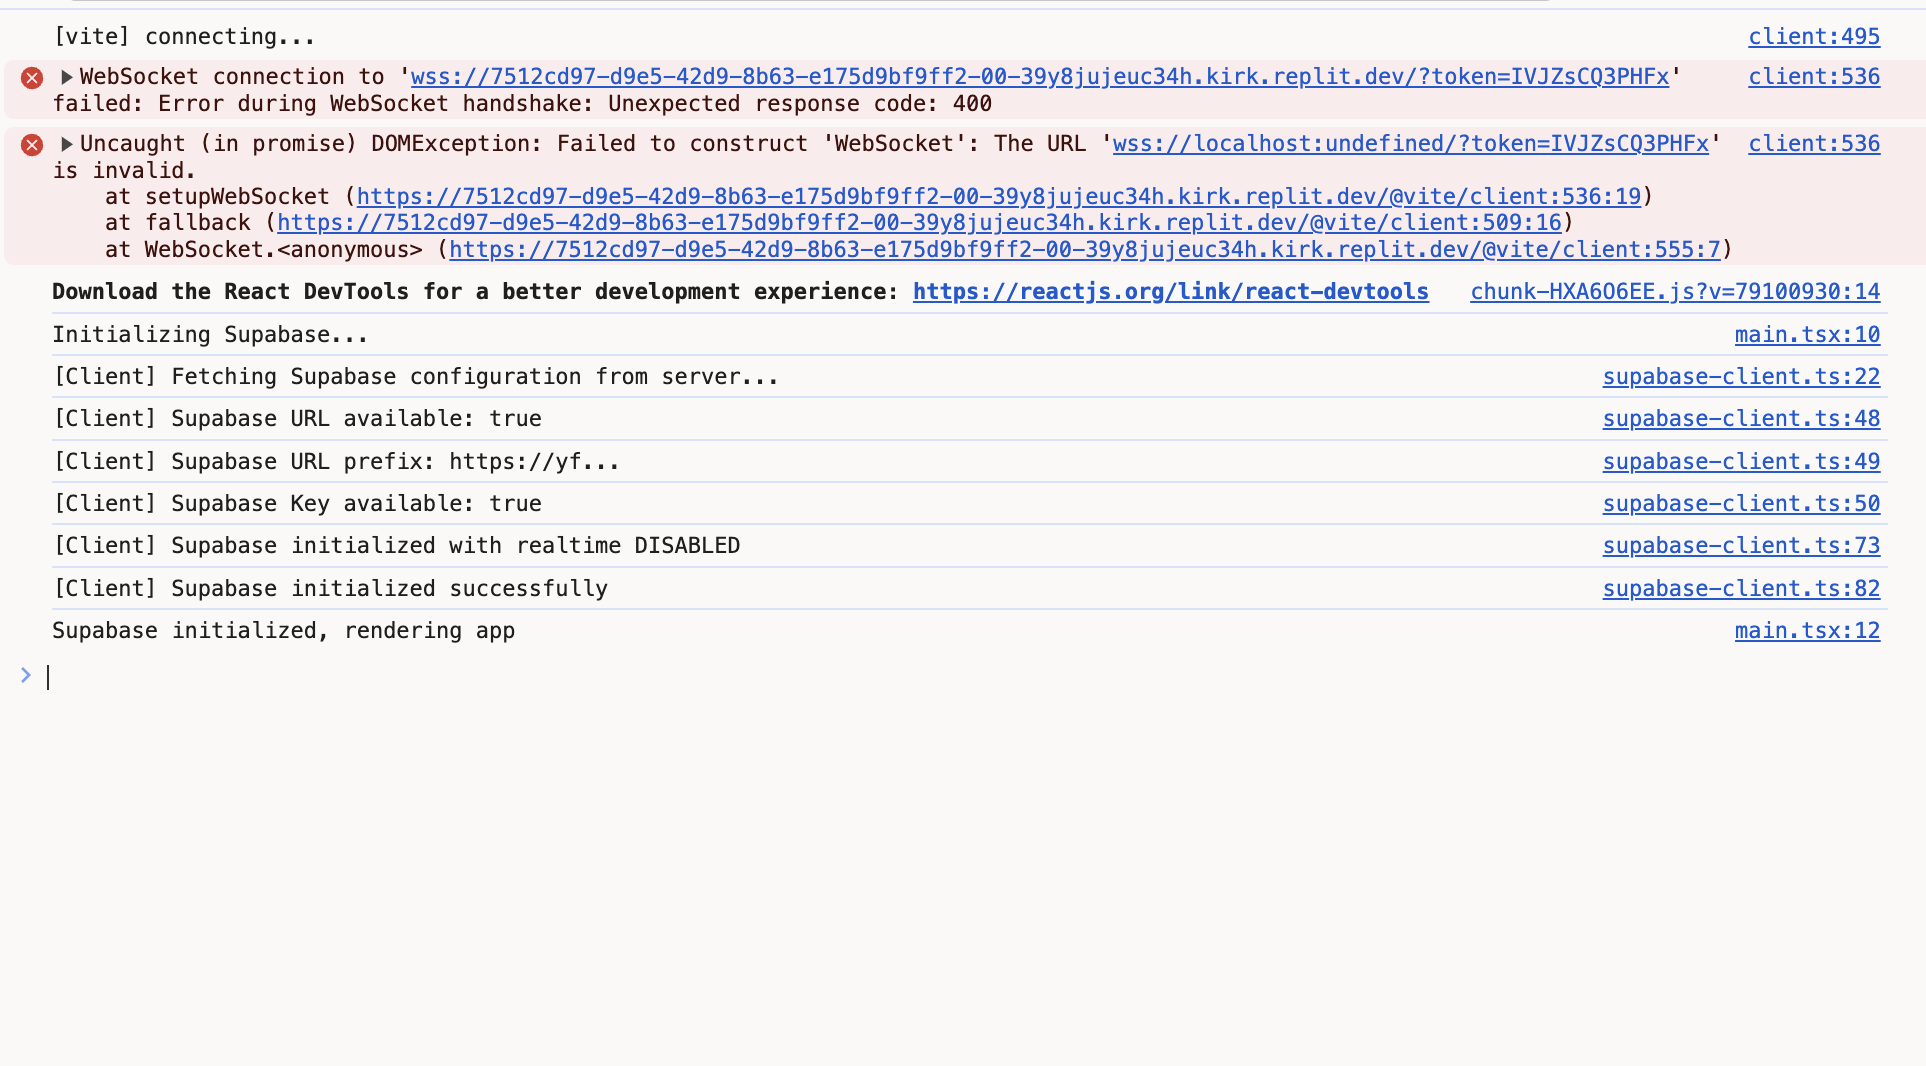 [vite] connecting... client:495
WebSocket connection to 'wss://7512cd97-d9e5-42d9-8b63-e175d9bf9ff2-00-39y8jujeuc34h.kirk.replit.dev/?token=IVJZsCQ3PHFx' client:536
failed: Error during WebSocket handshake: Unexpected response code: 400
Uncaught (in promise) DOMException: Failed to construct 'WebSocket': The URL 'wss://localhost:undefined/?token=IVJZsCQ3PHFx' client:536
is invalid.
at setupWebSocket (https://7512cd97-d9e5-42d9-8b63-e175d9bf9ff2-00-39y8jujeuc34h.kirk.replit.dev/@vite/client:536:19)
at fallback (https://7512cd97-d9e5-42d9-8b63-e175d9bf9ff2-00-39y8jujeuc34h.kirk.replit.dev/@vite/client:509:16)
at WebSocket.<anonymous> (https://7512cd97-d9e5-42d9-8b63-e175d9bf9ff2-00-39y8jujeuc34h.kirk.replit.dev/@vite/client:555:7)
Download the React DevTools for a better development experience: https://reactjs.org/link/react-devtools chunk-HXA6O6EE.js?v=79100930:14
Initializing Supabase... main.tsx:10
[Client] Fetching Supabase configuration from server... supabase-client.ts:22
[Client] Supabase URL available: true supabase-client.ts:48
[Client] Supabase URL prefix: https://yf... supabase-client.ts:49
[Client] Supabase Key available: true supabase-client.ts:50
[Client] Supabase initialized with realtime DISABLED supabase-client.ts:73
[Client] Supabase initialized successfully supabase-client.ts:82
Supabase initialized, rendering app main.tsx:12